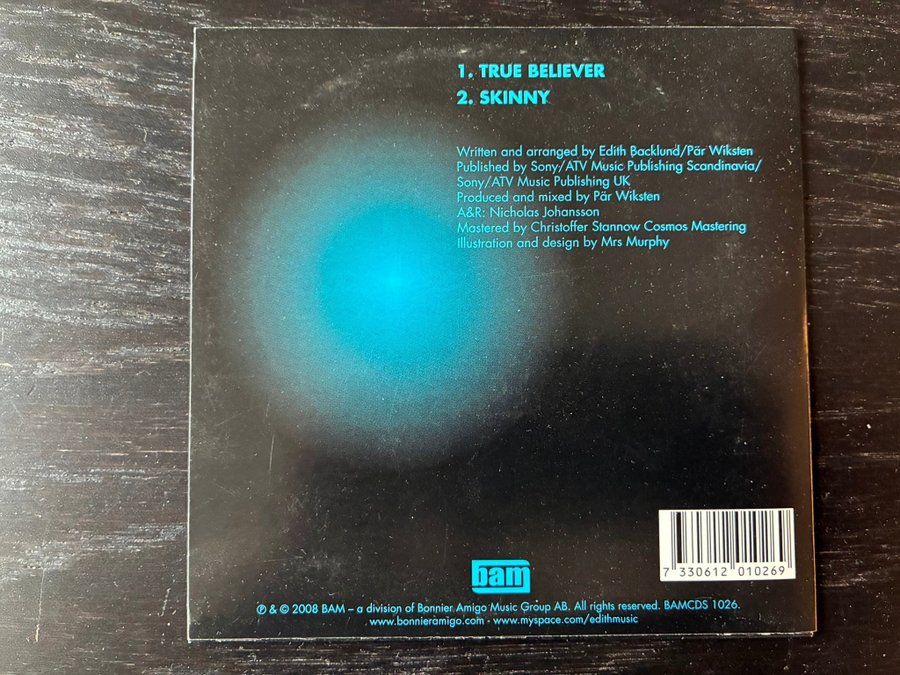 1. TRUE BELIEVER
2. SKINNY
Written and arranged by Edith Backlund/Pär Wiksten
Published by Sony/ATV Music Publishing Scandinavia/
Sony/ATV Music Publishing UK
Produced and mixed by Pär Wiksten
A&R: Nicholas Johansson
Mastered by Christoffer Stannow Cosmos Mastering
Illustration and design by Mrs Murphy
bam
7 330612 010269
℗ & © 2008 BAM – a division of Bonnier Amigo Music Group AB. All rights reserved. BAMCDS 1026.
www.bonnieramigo.com - www.myspace.com/edithmusic